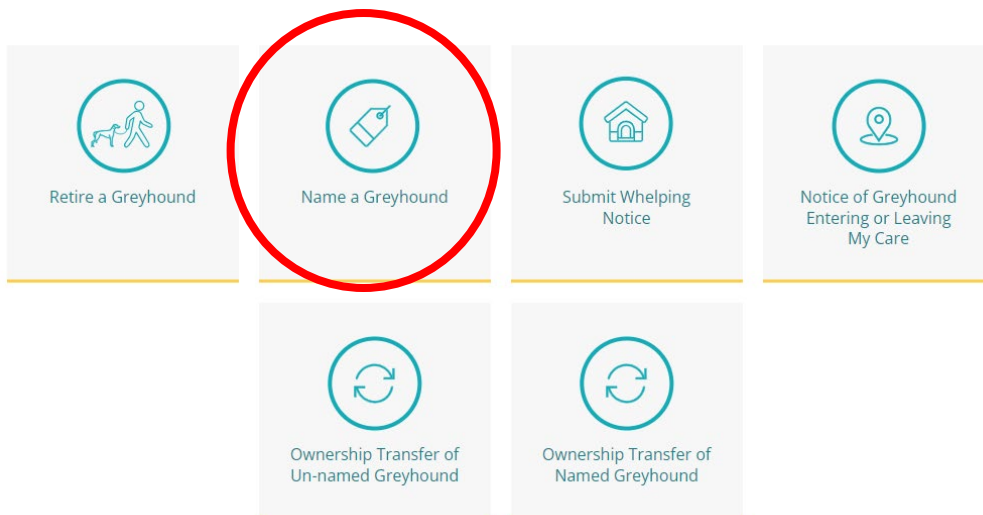 Retire a Greyhound
Name a Greyhound
Submit Whelping
Notice
Notice of Greyhound
Entering or Leaving
My Care
Ownership Transfer of
Un-named Greyhound
Ownership Transfer of
Named Greyhound